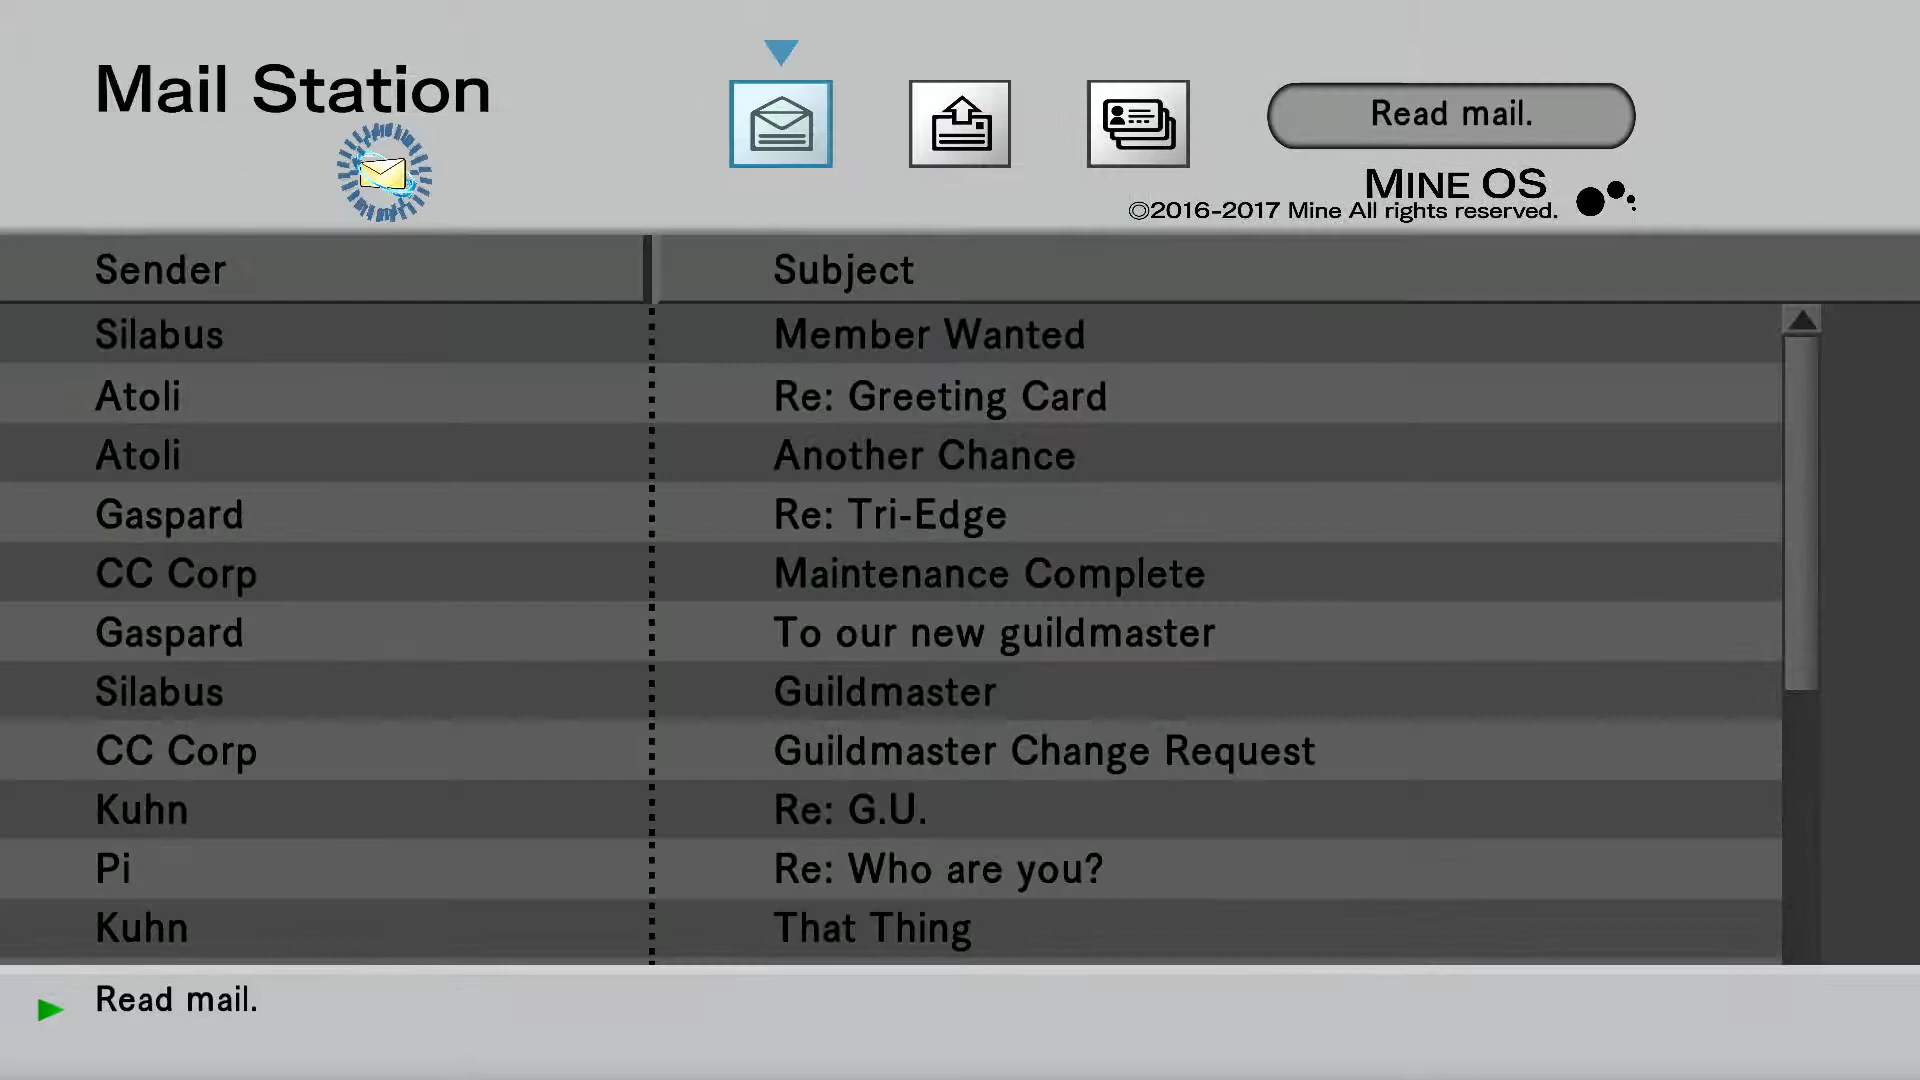 Mail Station
Read mail.
MINE OS
©2016-2017 Mine All rights reserved.
Sender Subject
Silabus Member Wanted
Atoli Re: Greeting Card
Atoli Another Chance
Gaspard Re: Tri-Edge
CC Corp Maintenance Complete
Gaspard To our new guildmaster
Silabus Guildmaster
CC Corp Guildmaster Change Request
Kuhn Re: G.U.
Pi Re: Who are you?
Kuhn That Thing
Read mail.